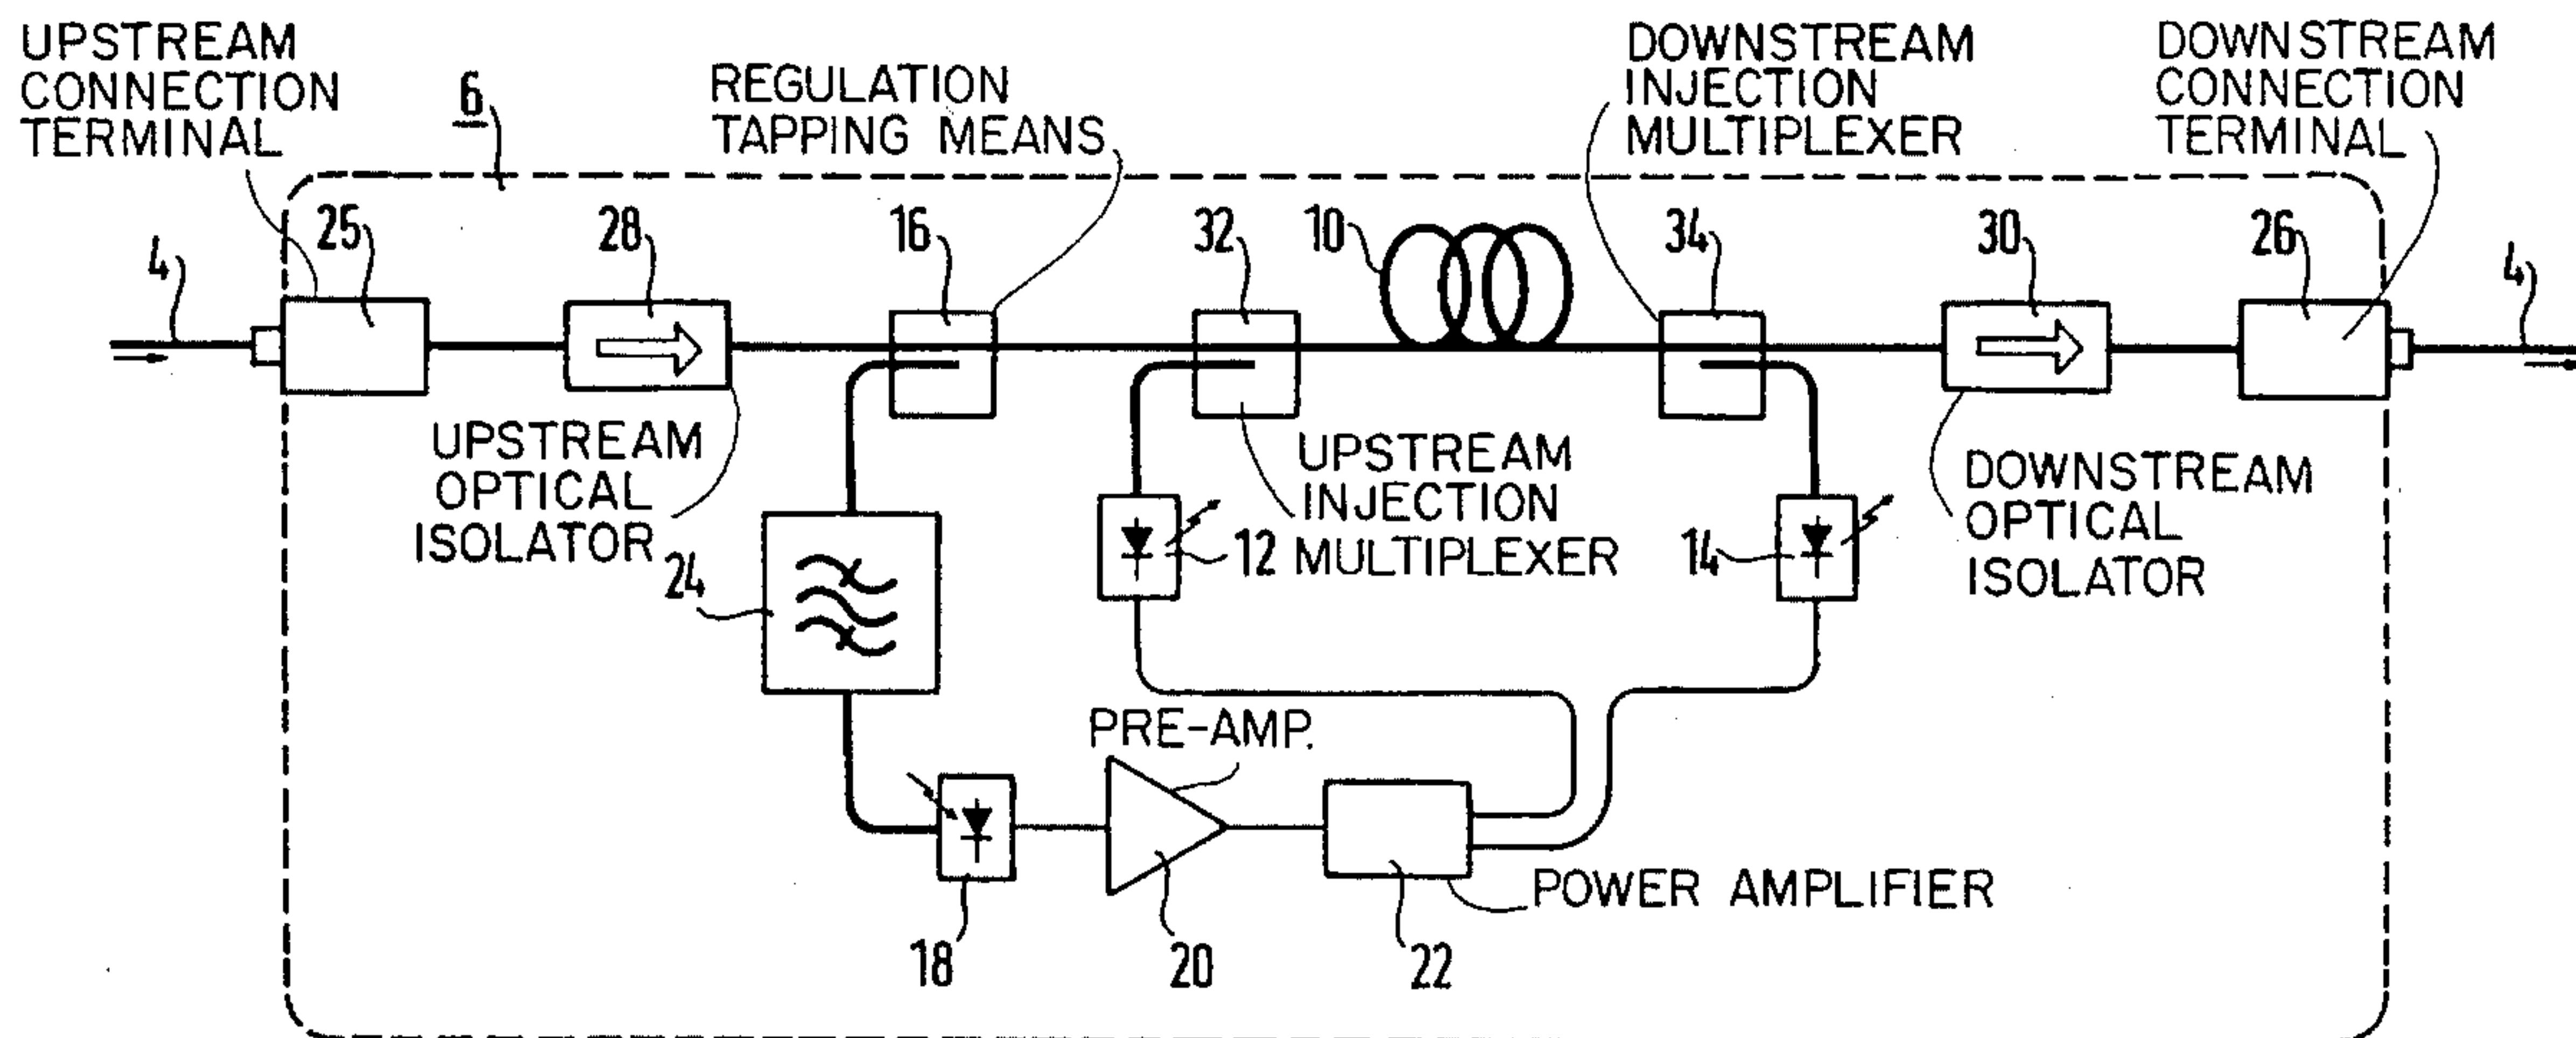 UPSTREAM
CONNECTION
TERMINAL
6
REGULATION
TAPPING MEANS
DOWNSTREAM
INJECTION
MULTIPLEXER
DOWNSTREAM
CONNECTION
TERMINAL
4
25
28
16
32
10
34
30
26
4
UPSTREAM
OPTICAL
ISOLATOR
24
12
UPSTREAM
INJECTION
MULTIPLEXER
14
DOWNSTREAM
OPTICAL
ISOLATOR
PRE-AMP.
POWER AMPLIFIER
18
20
22